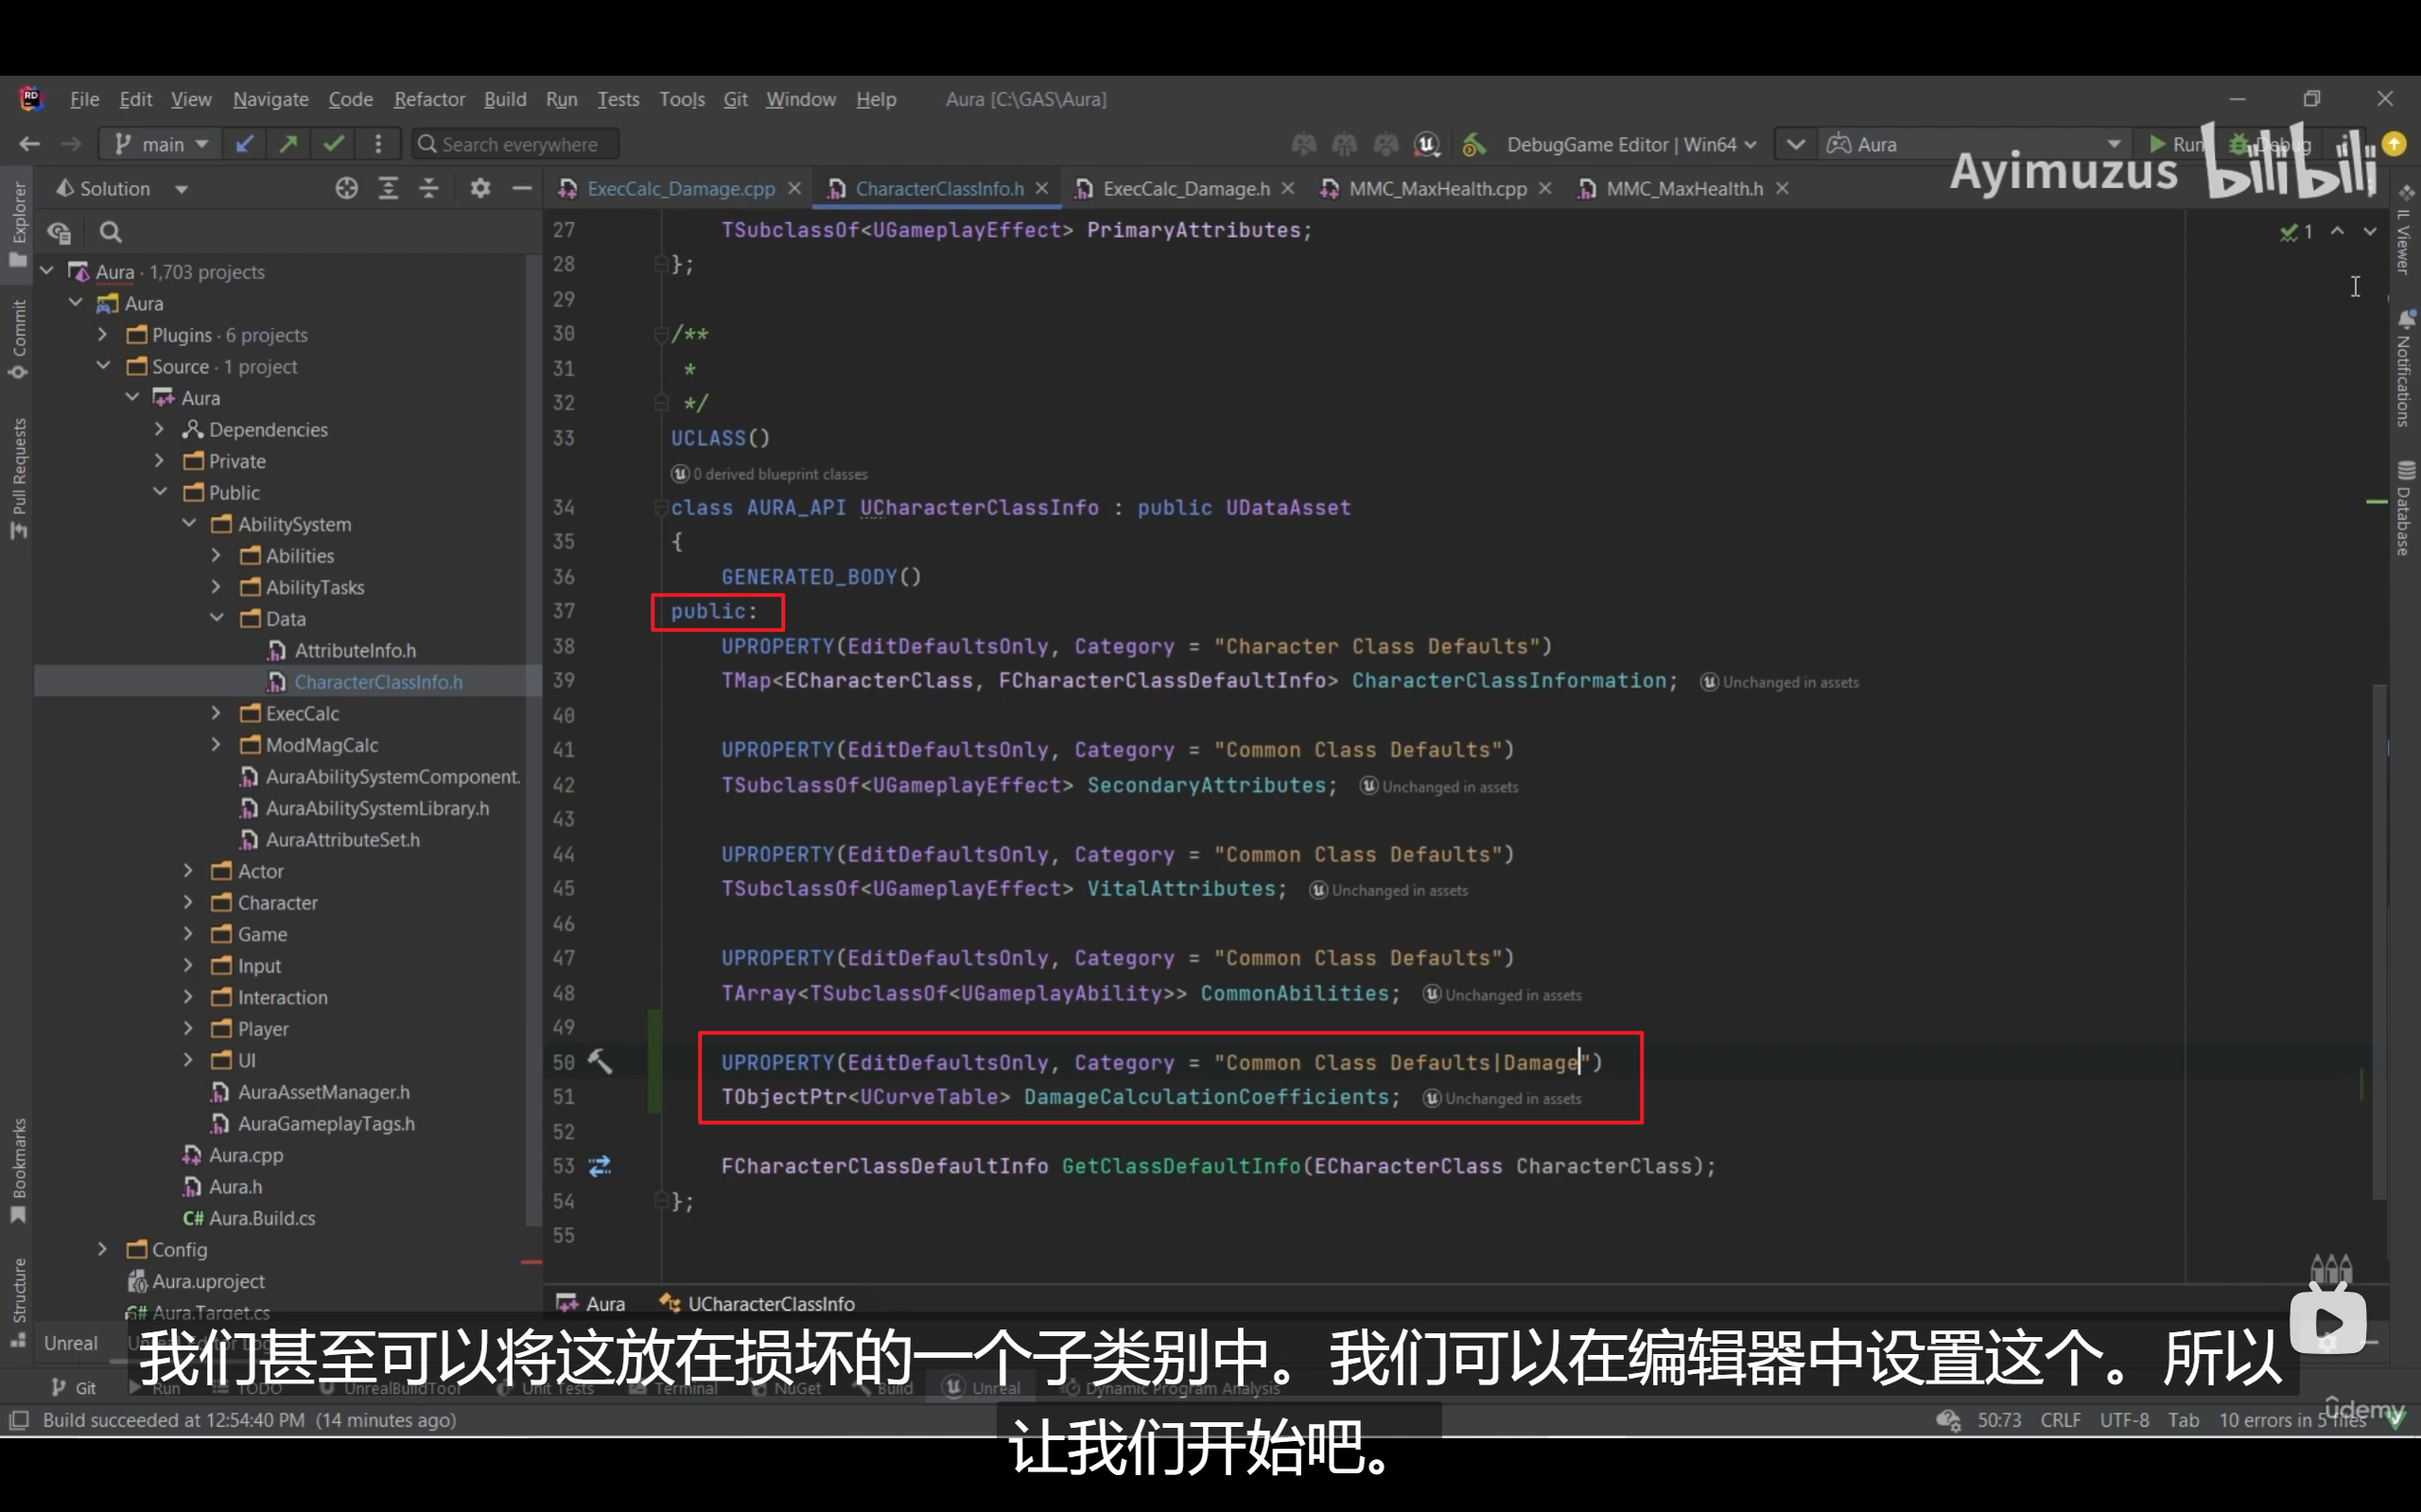 File Edit View Navigate Code Refactor Build Run Tests Tools Git Window Help Aura [C:\GAS\Aura]
main Search everywhere DebugGame Editor | Win64 Aura Run Debug
Ayimuzus bilibili
Solution ExecCalc_Damage.cpp CharacterClassInfo.h ExecCalc_Damage.h MMC_MaxHealth.cpp MMC_MaxHealth.h
Explorer
Commit
Pull Requests
Bookmarks
Structure
Aura · 1,703 projects
Aura
Plugins · 6 projects
Source · 1 project
Aura
Dependencies
Private
Public
AbilitySystem
Abilities
AbilityTasks
Data
AttributeInfo.h
CharacterClassInfo.h
ExecCalc
ModMagCalc
AuraAbilitySystemComponent.
AuraAbilitySystemLibrary.h
AuraAttributeSet.h
Actor
Character
Game
Input
Interaction
Player
UI
AuraAssetManager.h
AuraGameplayTags.h
Aura.cpp
Aura.h
C# Aura.Build.cs
Config
Aura.uproject
C# Aura.Target.cs
27 TSubclassOf<UGameplayEffect> PrimaryAttributes;
28 };
29
30 /**
31 *
32 */
33 UCLASS()
0 derived blueprint classes
34 class AURA_API UCharacterClassInfo : public UDataAsset
35 {
36 GENERATED_BODY()
37 public:
38 UPROPERTY(EditDefaultsOnly, Category = "Character Class Defaults")
39 TMap<ECharacterClass, FCharacterClassDefaultInfo> CharacterClassInformation; Unchanged in assets
40
41 UPROPERTY(EditDefaultsOnly, Category = "Common Class Defaults")
42 TSubclassOf<UGameplayEffect> SecondaryAttributes; Unchanged in assets
43
44 UPROPERTY(EditDefaultsOnly, Category = "Common Class Defaults")
45 TSubclassOf<UGameplayEffect> VitalAttributes; Unchanged in assets
46
47 UPROPERTY(EditDefaultsOnly, Category = "Common Class Defaults")
48 TArray<TSubclassOf<UGameplayAbility>> CommonAbilities; Unchanged in assets
49
50 UPROPERTY(EditDefaultsOnly, Category = "Common Class Defaults|Damage")
51 TObjectPtr<UCurveTable> DamageCalculationCoefficients; Unchanged in assets
52
53 FCharacterClassDefaultInfo GetClassDefaultInfo(ECharacterClass CharacterClass);
54 };
55
1
IL Viewer
Notifications
Database
Aura UCharacterClassInfo
Unreal
我们甚至可以将这放在损坏的一个子类别中。我们可以在编辑器中设置这个。所以
Git Run TODO UnrealBuildTool Unit Tests Terminal NuGet Build Unreal Dynamic Program Analysis
Build succeeded at 12:54:40 PM (14 minutes ago) 50:73 CRLF UTF-8 Tab 10 errors in 5 files
ûdemy
让我们开始吧。